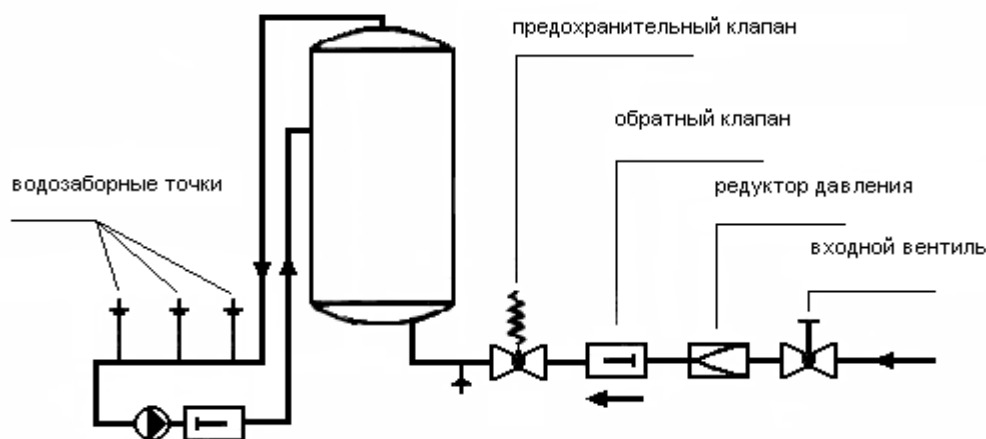 предохранительный клапан
обратный клапан
редуктор давления
водозаборные точки
входной вентиль